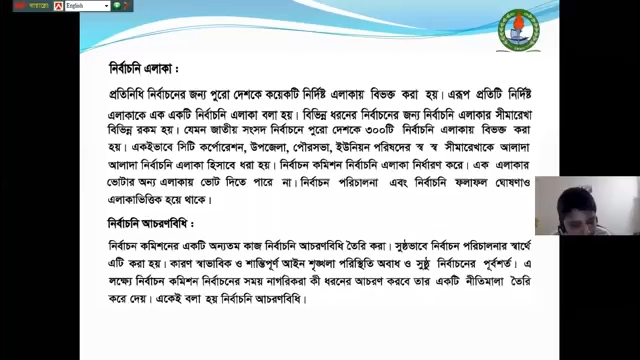 English
নির্বাচনি এলাকা :
প্রতিনিধি নির্বাচনের জন্য পুরো দেশকে কয়েকটি নির্দিষ্ট এলাকায় বিভক্ত করা হয়। এরূপ প্রতিটি নির্দিষ্ট
এলাকাকে এক একটি নির্বাচনি এলাকা বলা হয়। বিভিন্ন ধরনের নির্বাচনের জন্য নির্বাচনি এলাকার সীমারেখা
বিভিন্ন রকম হয়। যেমন জাতীয় সংসদ নির্বাচনে পুরো দেশকে ৩০০টি নির্বাচনি এলাকায় বিভক্ত করা
হয়। একইভাবে সিটি কর্পোরেশন, উপজেলা, পৌরসভা, ইউনিয়ন পরিষদের স্ব স্ব সীমারেখাকে আলাদা
আলাদা নির্বাচনি এলাকা হিসাবে ধরা হয়। নির্বাচন কমিশন নির্বাচনি এলাকা নির্ধারণ করে। এক এলাকার
ভোটার অন্য এলাকায় ভোট দিতে পারে না। নির্বাচন পরিচালনা এবং নির্বাচনি ফলাফল ঘোষণাও
এলাকাভিত্তিক হয়ে থাকে।
নির্বাচনি আচরণবিধি :
নির্বাচন কমিশনের একটি অন্যতম কাজ নির্বাচনি আচরণবিধি তৈরি করা। সুষ্ঠভাবে নির্বাচন পরিচালনার স্বার্থে
এটি করা হয়। কারণ স্বাভাবিক ও শান্তিপূর্ণ আইন শৃঙ্খলা পরিস্থিতি অবাধ ও সুষ্ঠু নির্বাচনের পূর্বশর্ত। এ
লক্ষ্যে নির্বাচন কমিশন নির্বাচনের সময় নাগরিকরা কী ধরনের আচরণ করবে তার একটি নীতিমালা তৈরি
করে দেয়। একেই বলা হয় নির্বাচনি আচরণবিধি।